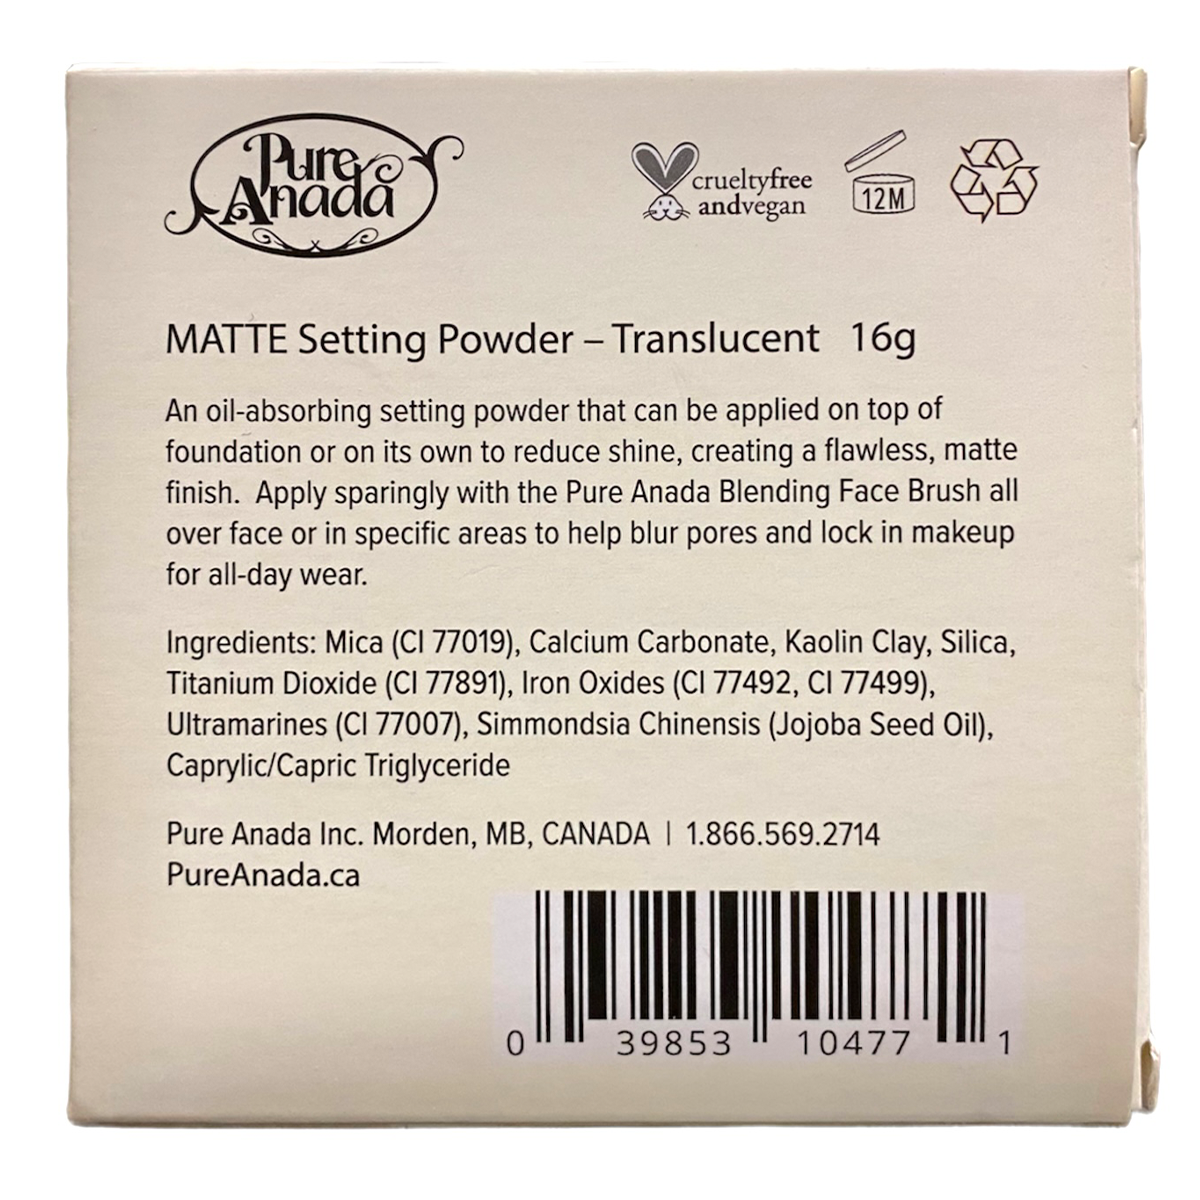 Pure
Anada
crueltyfree
andvegan
12M
MATTE Setting Powder – Translucent 16g
An oil-absorbing setting powder that can be applied on top of
foundation or on its own to reduce shine, creating a flawless, matte
finish. Apply sparingly with the Pure Anada Blending Face Brush all
over face or in specific areas to help blur pores and lock in makeup
for all-day wear.
Ingredients: Mica (CI 77019), Calcium Carbonate, Kaolin Clay, Silica,
Titanium Dioxide (CI 77891), Iron Oxides (CI 77492, CI 77499),
Ultramarines (CI 77007), Simmondsia Chinensis (Jojoba Seed Oil),
Caprylic/Capric Triglyceride
Pure Anada Inc. Morden, MB, CANADA | 1.866.569.2714
PureAnada.ca
0 39853 10477 1